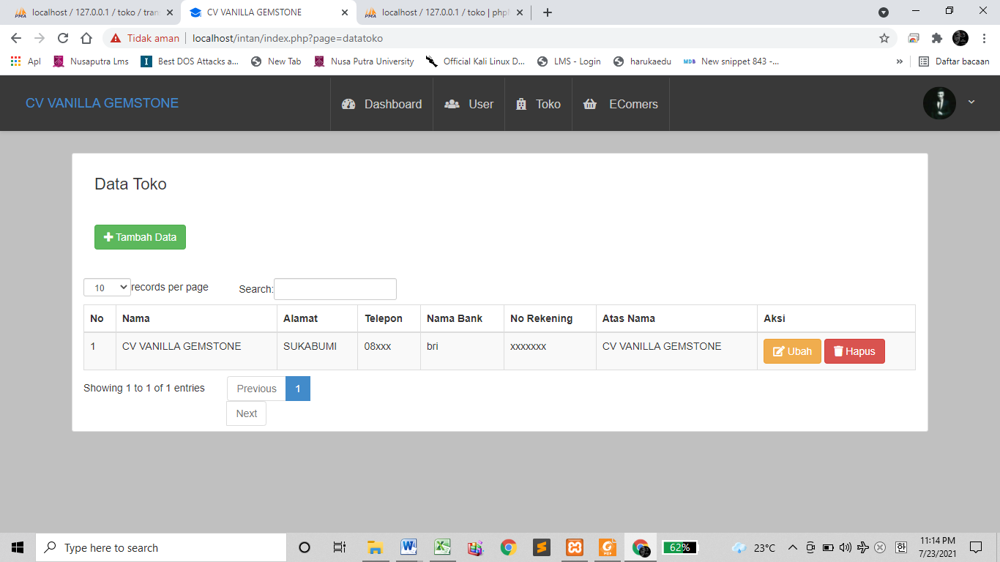 localhost / 127.0.0.1 / toko / tran
CV VANILLA GEMSTONE
localhost / 127.0.0.1 / toko | php
Tidak aman
localhost/intan/index.php?page=datatoko
Apl
Nusaputra Lms
Best DOS Attacks a...
New Tab
Nusa Putra University
Official Kali Linux D...
LMS - Login
harukaedu
New snippet 843 -...
»
Daftar bacaan
CV VANILLA GEMSTONE
Dashboard
User
Toko
EComers
Data Toko
Tambah Data
10 records per page
Search:
No Nama Alamat Telepon Nama Bank No Rekening Atas Nama Aksi
1 CV VANILLA GEMSTONE SUKABUMI 08xxx bri xxxxxxx CV VANILLA GEMSTONE Ubah Hapus
Showing 1 to 1 of 1 entries
Previous 1
Next
Type here to search
62%
23°C
11:14 PM
7/23/2021